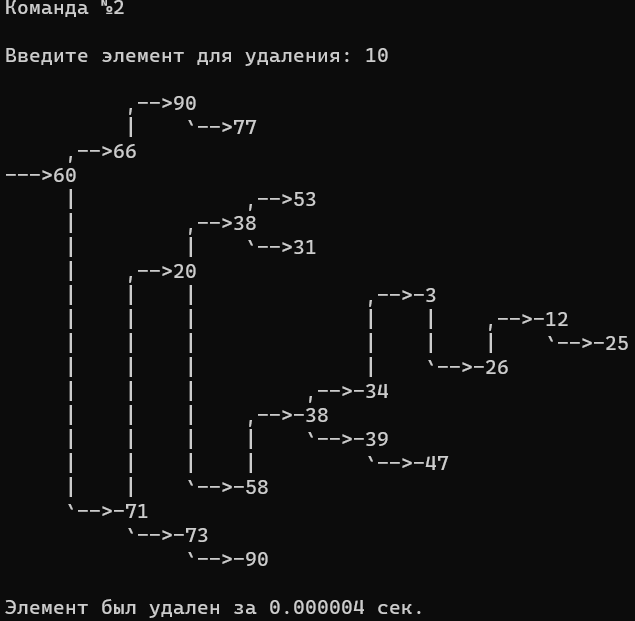 Команда №2
Введите элемент для удаления: 10
            ,-->90
            |    `-->77
      ,-->66
--->60
      |                 ,-->53
      |           ,-->38
      |           |     `-->31
      |     ,-->20
      |     |     |                 ,-->-3
      |     |     |                 |     |     ,-->-12
      |     |     |                 |     |     |     `-->-25
      |     |     |                 |     `-->-26
      |     |     |           ,-->-34
      |     |     |     ,-->-38
      |     |     |     |     `-->-39
      |     |     |     |           `-->-47
      |     |     `-->-58
      `-->-71
            `-->-73
                  `-->-90
Элемент был удален за 0.000004 сек.